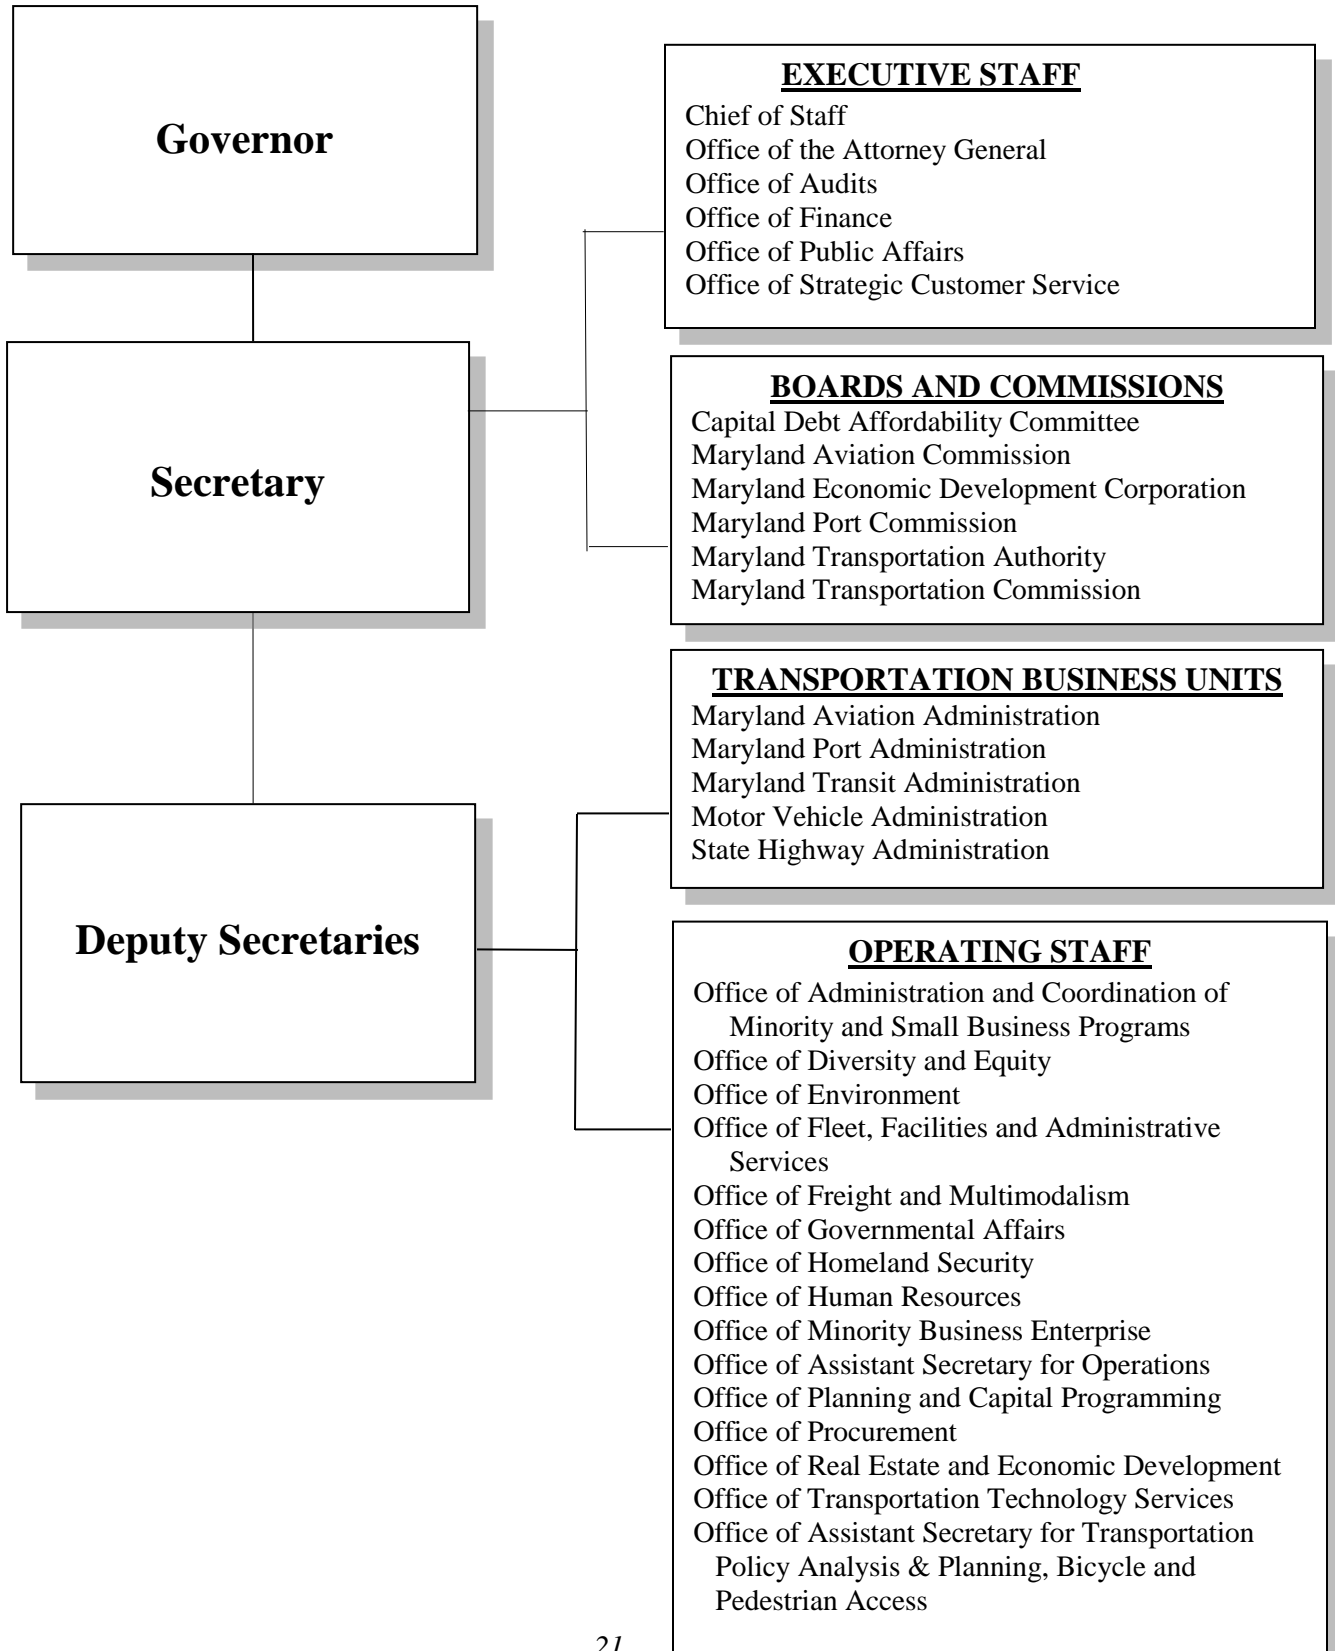 Governor
EXECUTIVE STAFF
Chief of Staff
Office of the Attorney General
Office of Audits
Office of Finance
Office of Public Affairs
Office of Strategic Customer Service
Secretary
BOARDS AND COMMISSIONS
Capital Debt Affordability Committee
Maryland Aviation Commission
Maryland Economic Development Corporation
Maryland Port Commission
Maryland Transportation Authority
Maryland Transportation Commission
TRANSPORTATION BUSINESS UNITS
Maryland Aviation Administration
Maryland Port Administration
Maryland Transit Administration
Motor Vehicle Administration
State Highway Administration
Deputy Secretaries
OPERATING STAFF
Office of Administration and Coordination of
Minority and Small Business Programs
Office of Diversity and Equity
Office of Environment
Office of Fleet, Facilities and Administrative
Services
Office of Freight and Multimodalism
Office of Governmental Affairs
Office of Homeland Security
Office of Human Resources
Office of Minority Business Enterprise
Office of Assistant Secretary for Operations
Office of Planning and Capital Programming
Office of Procurement
Office of Real Estate and Economic Development
Office of Transportation Technology Services
Office of Assistant Secretary for Transportation
Policy Analysis & Planning, Bicycle and
Pedestrian Access
21